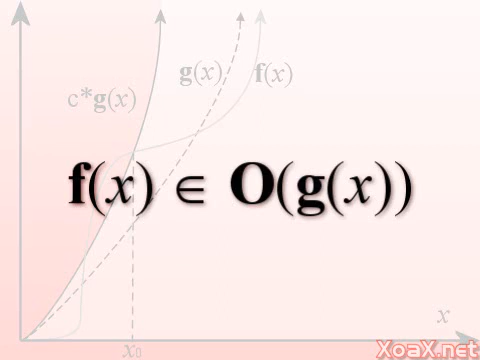 g(x) f(x)
c*g(x)
f(x) ∈ O(g(x))
x
x₀
XoaX.net